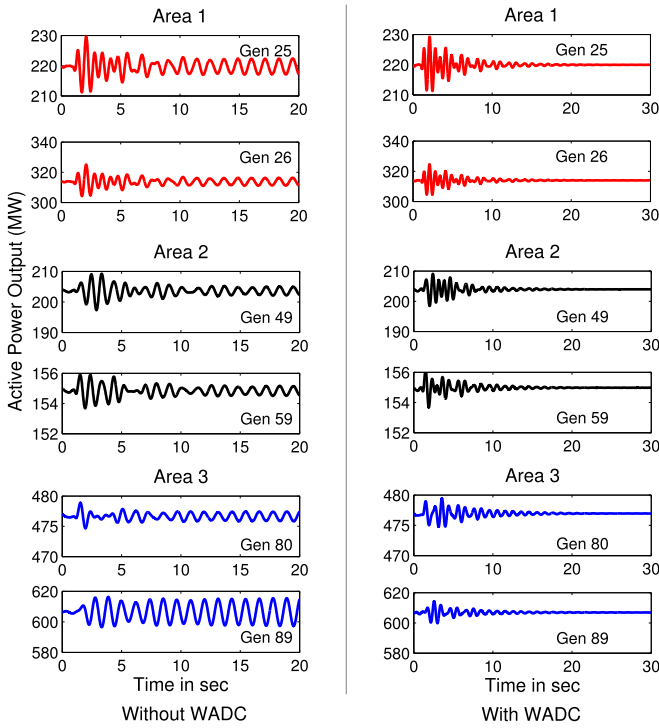 Active Power Output (MW)
Area 1
Gen 25
230
220
210
0 5 10 15 20
Gen 26
340
320
300
0 5 10 15 20
Area 2
Gen 49
210
200
190
0 5 10 15 20
Gen 59
156
154
152
0 5 10 15 20
Area 3
Gen 80
480
475
470
0 5 10 15 20
Gen 89
620
600
580
0 5 10 15 20
Time in sec
Without WADC
Area 1
Gen 25
230
220
210
0 10 20 30
Gen 26
340
320
300
0 10 20 30
Area 2
Gen 49
210
200
190
0 10 20 30
Gen 59
156
154
152
0 10 20 30
Area 3
Gen 80
480
475
470
0 10 20 30
Gen 89
620
600
580
0 10 20 30
Time in sec
With WADC